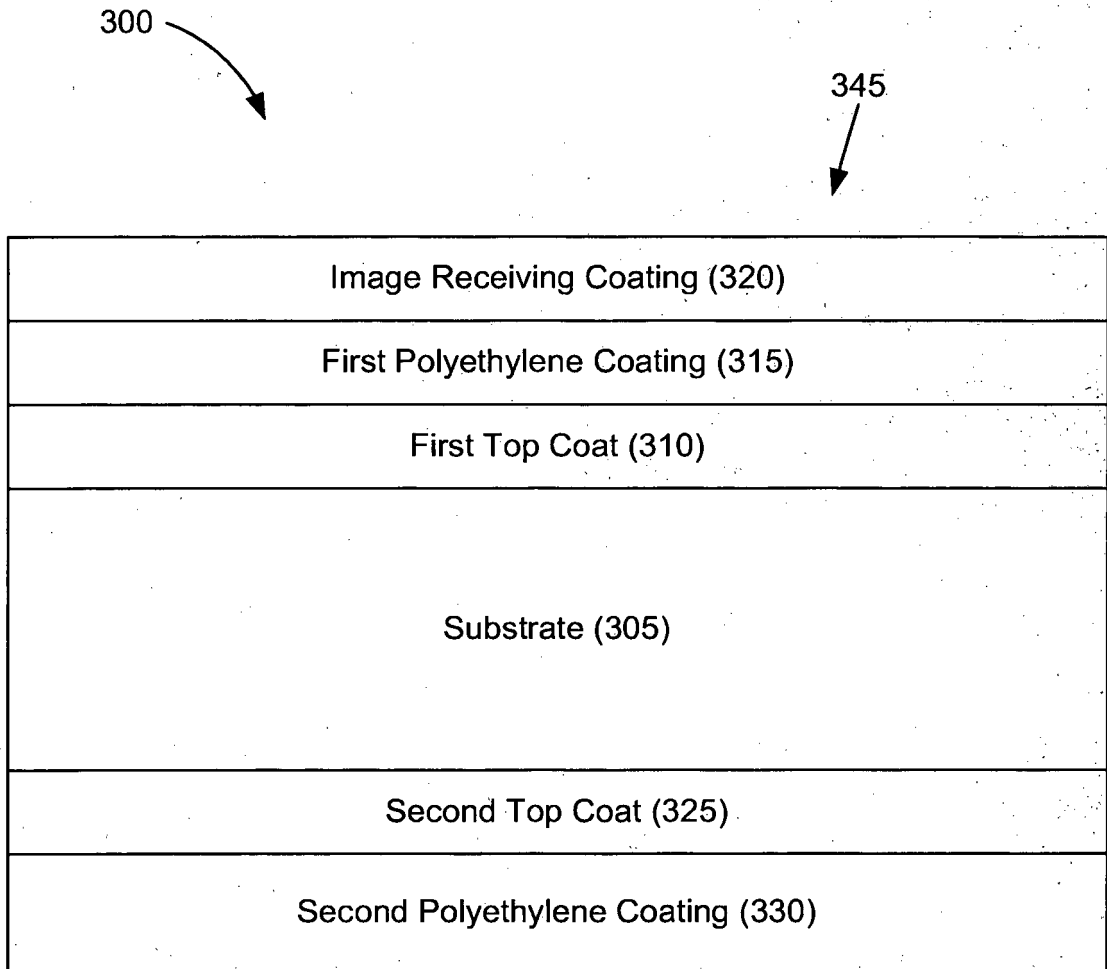 300
345
Image Receiving Coating (320)
First Polyethylene Coating (315)
First Top Coat (310)
Substrate (305)
Second Top Coat (325)
Second Polyethylene Coating (330)